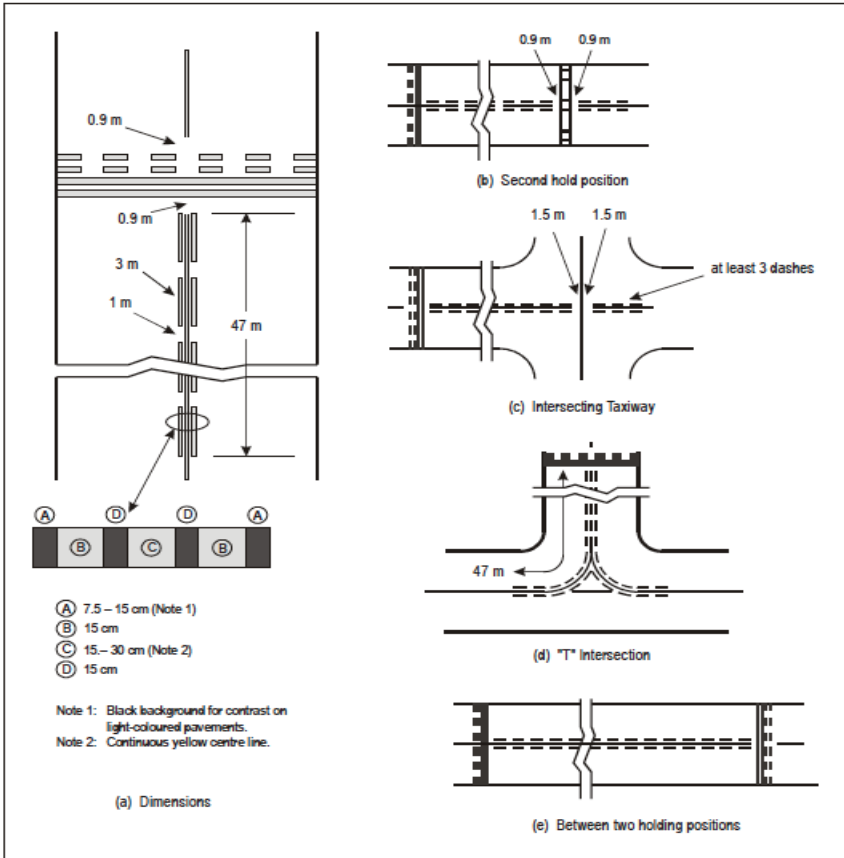 0.9 m
0.9 m
3 m
1 m
47 m
A
D
D
A
B
C
B
A 7.5 – 15 cm (Note 1)
B 15 cm
C 15.– 30 cm (Note 2)
D 15 cm
Note 1: Black background for contrast on
light-coloured pavements.
Note 2: Continuous yellow centre line.
(a) Dimensions
0.9 m
0.9 m
(b) Second hold position
1.5 m
1.5 m
at least 3 dashes
(c) Intersecting Taxiway
47 m
(d) "T" Intersection
(e) Between two holding positions